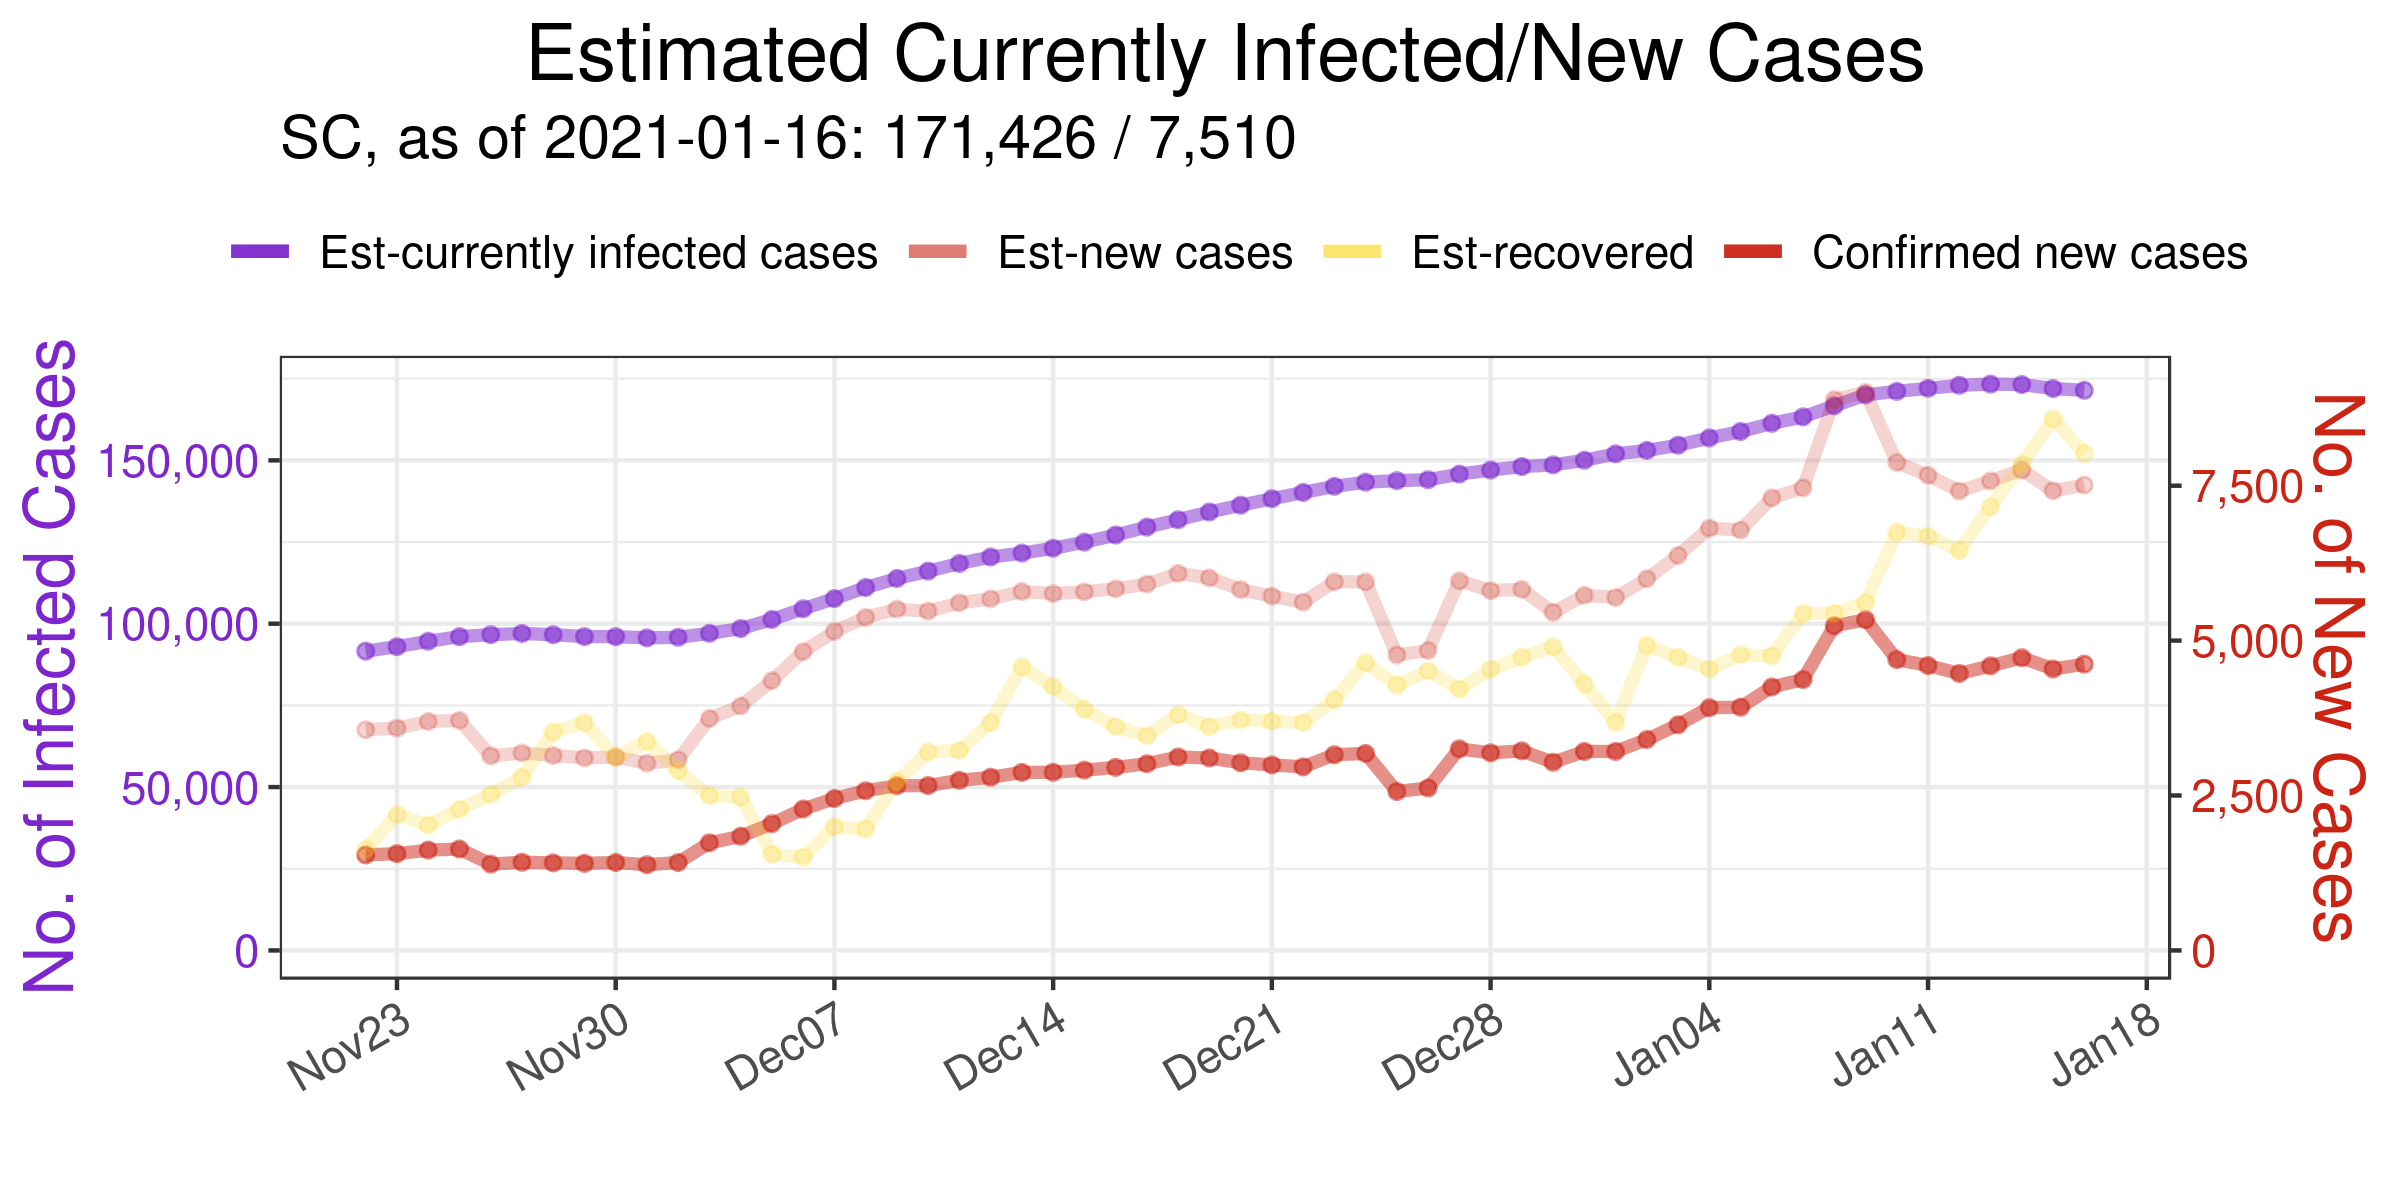 Estimated Currently Infected/New Cases
SC, as of 2021-01-16: 171,426 / 7,510
Est-currently infected cases Est-new cases Est-recovered Confirmed new cases
No. of Infected Cases
150,000
100,000
50,000
0
7,500
5,000
2,500
0
No. of New Cases
Nov23 Nov30 Dec07 Dec14 Dec21 Dec28 Jan04 Jan11 Jan18